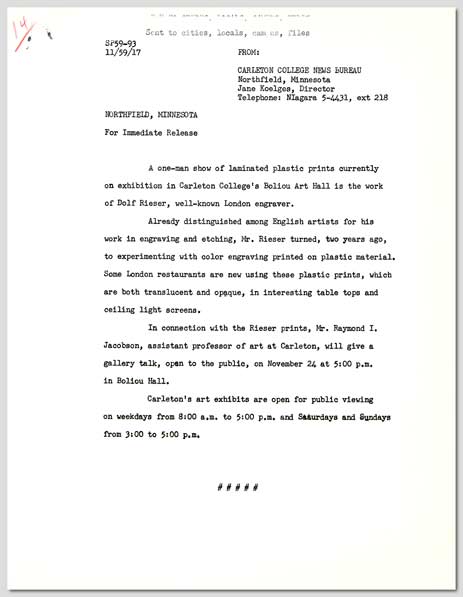 14
Sent to cities, locals, campus, files
SP59-93
11/59/17
FROM:
CARLETON COLLEGE NEWS BUREAU
Northfield, Minnesota
Jane Koelges, Director
Telephone: NIagara 5-4431, ext 218
NORTHFIELD, MINNESOTA
For Immediate Release
A one-man show of laminated plastic prints currently
on exhibition in Carleton College's Boliou Art Hall is the work
of Dolf Rieser, well-known London engraver.
Already distinguished among English artists for his
work in engraving and etching, Mr. Rieser turned, two years ago,
to experimenting with color engraving printed on plastic material.
Some London restaurants are now using these plastic prints, which
are both translucent and opaque, in interesting table tops and
ceiling light screens.
In connection with the Rieser prints, Mr. Raymond I.
Jacobson, assistant professor of art at Carleton, will give a
gallery talk, open to the public, on November 24 at 5:00 p.m.
in Boliou Hall.
Carleton's art exhibits are open for public viewing
on weekdays from 8:00 a.m. to 5:00 p.m. and Saturdays and Sundays
from 3:00 to 5:00 p.m.
# # # # #